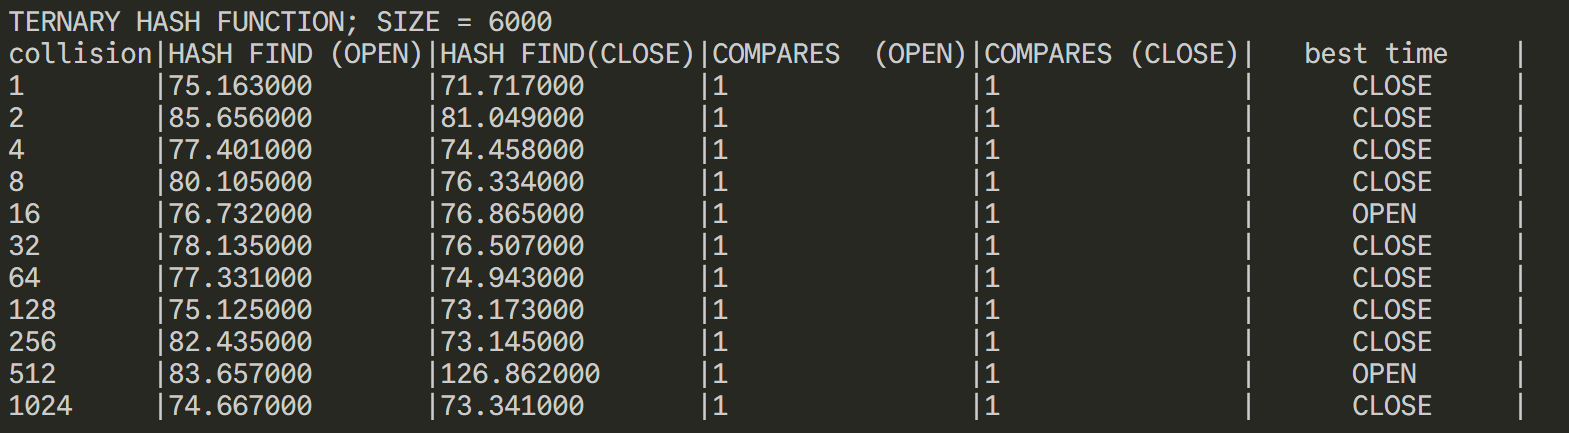 TERNARY HASH FUNCTION; SIZE = 6000
collision|HASH FIND (OPEN)|HASH FIND(CLOSE)|COMPARES  (OPEN)|COMPARES (CLOSE)|   best time    |
1        |75.163000       |71.717000       |1               |1               |      CLOSE     |
2        |85.656000       |81.049000       |1               |1               |      CLOSE     |
4        |77.401000       |74.458000       |1               |1               |      CLOSE     |
8        |80.105000       |76.334000       |1               |1               |      CLOSE     |
16       |76.732000       |76.865000       |1               |1               |      OPEN      |
32       |78.135000       |76.507000       |1               |1               |      CLOSE     |
64       |77.331000       |74.943000       |1               |1               |      CLOSE     |
128      |75.125000       |73.173000       |1               |1               |      CLOSE     |
256      |82.435000       |73.145000       |1               |1               |      CLOSE     |
512      |83.657000       |126.862000      |1               |1               |      OPEN      |
1024     |74.667000       |73.341000       |1               |1               |      CLOSE     |